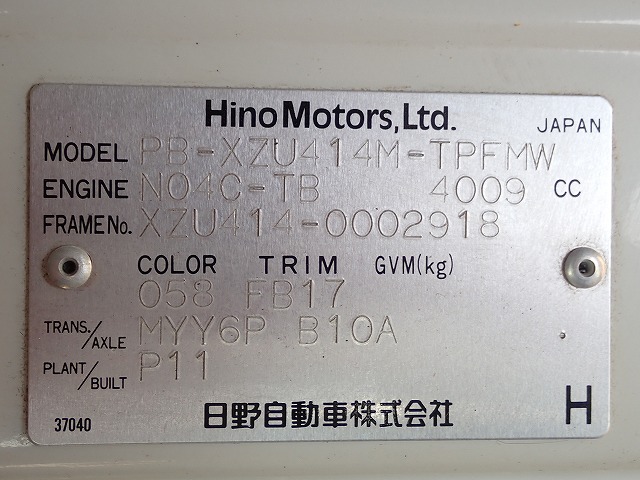 Hino Motors, Ltd.
JAPAN
MODEL PB-XZU414M-TPFMW
ENGINE N04C-TB 4009 CC
FRAME No. XZU414-0002918
COLOR TRIM GVM(kg)
058 FB17
TRANS./AXLE MYY6P B10A
PLANT/BUILT P11
37040 日野自動車株式会社 H